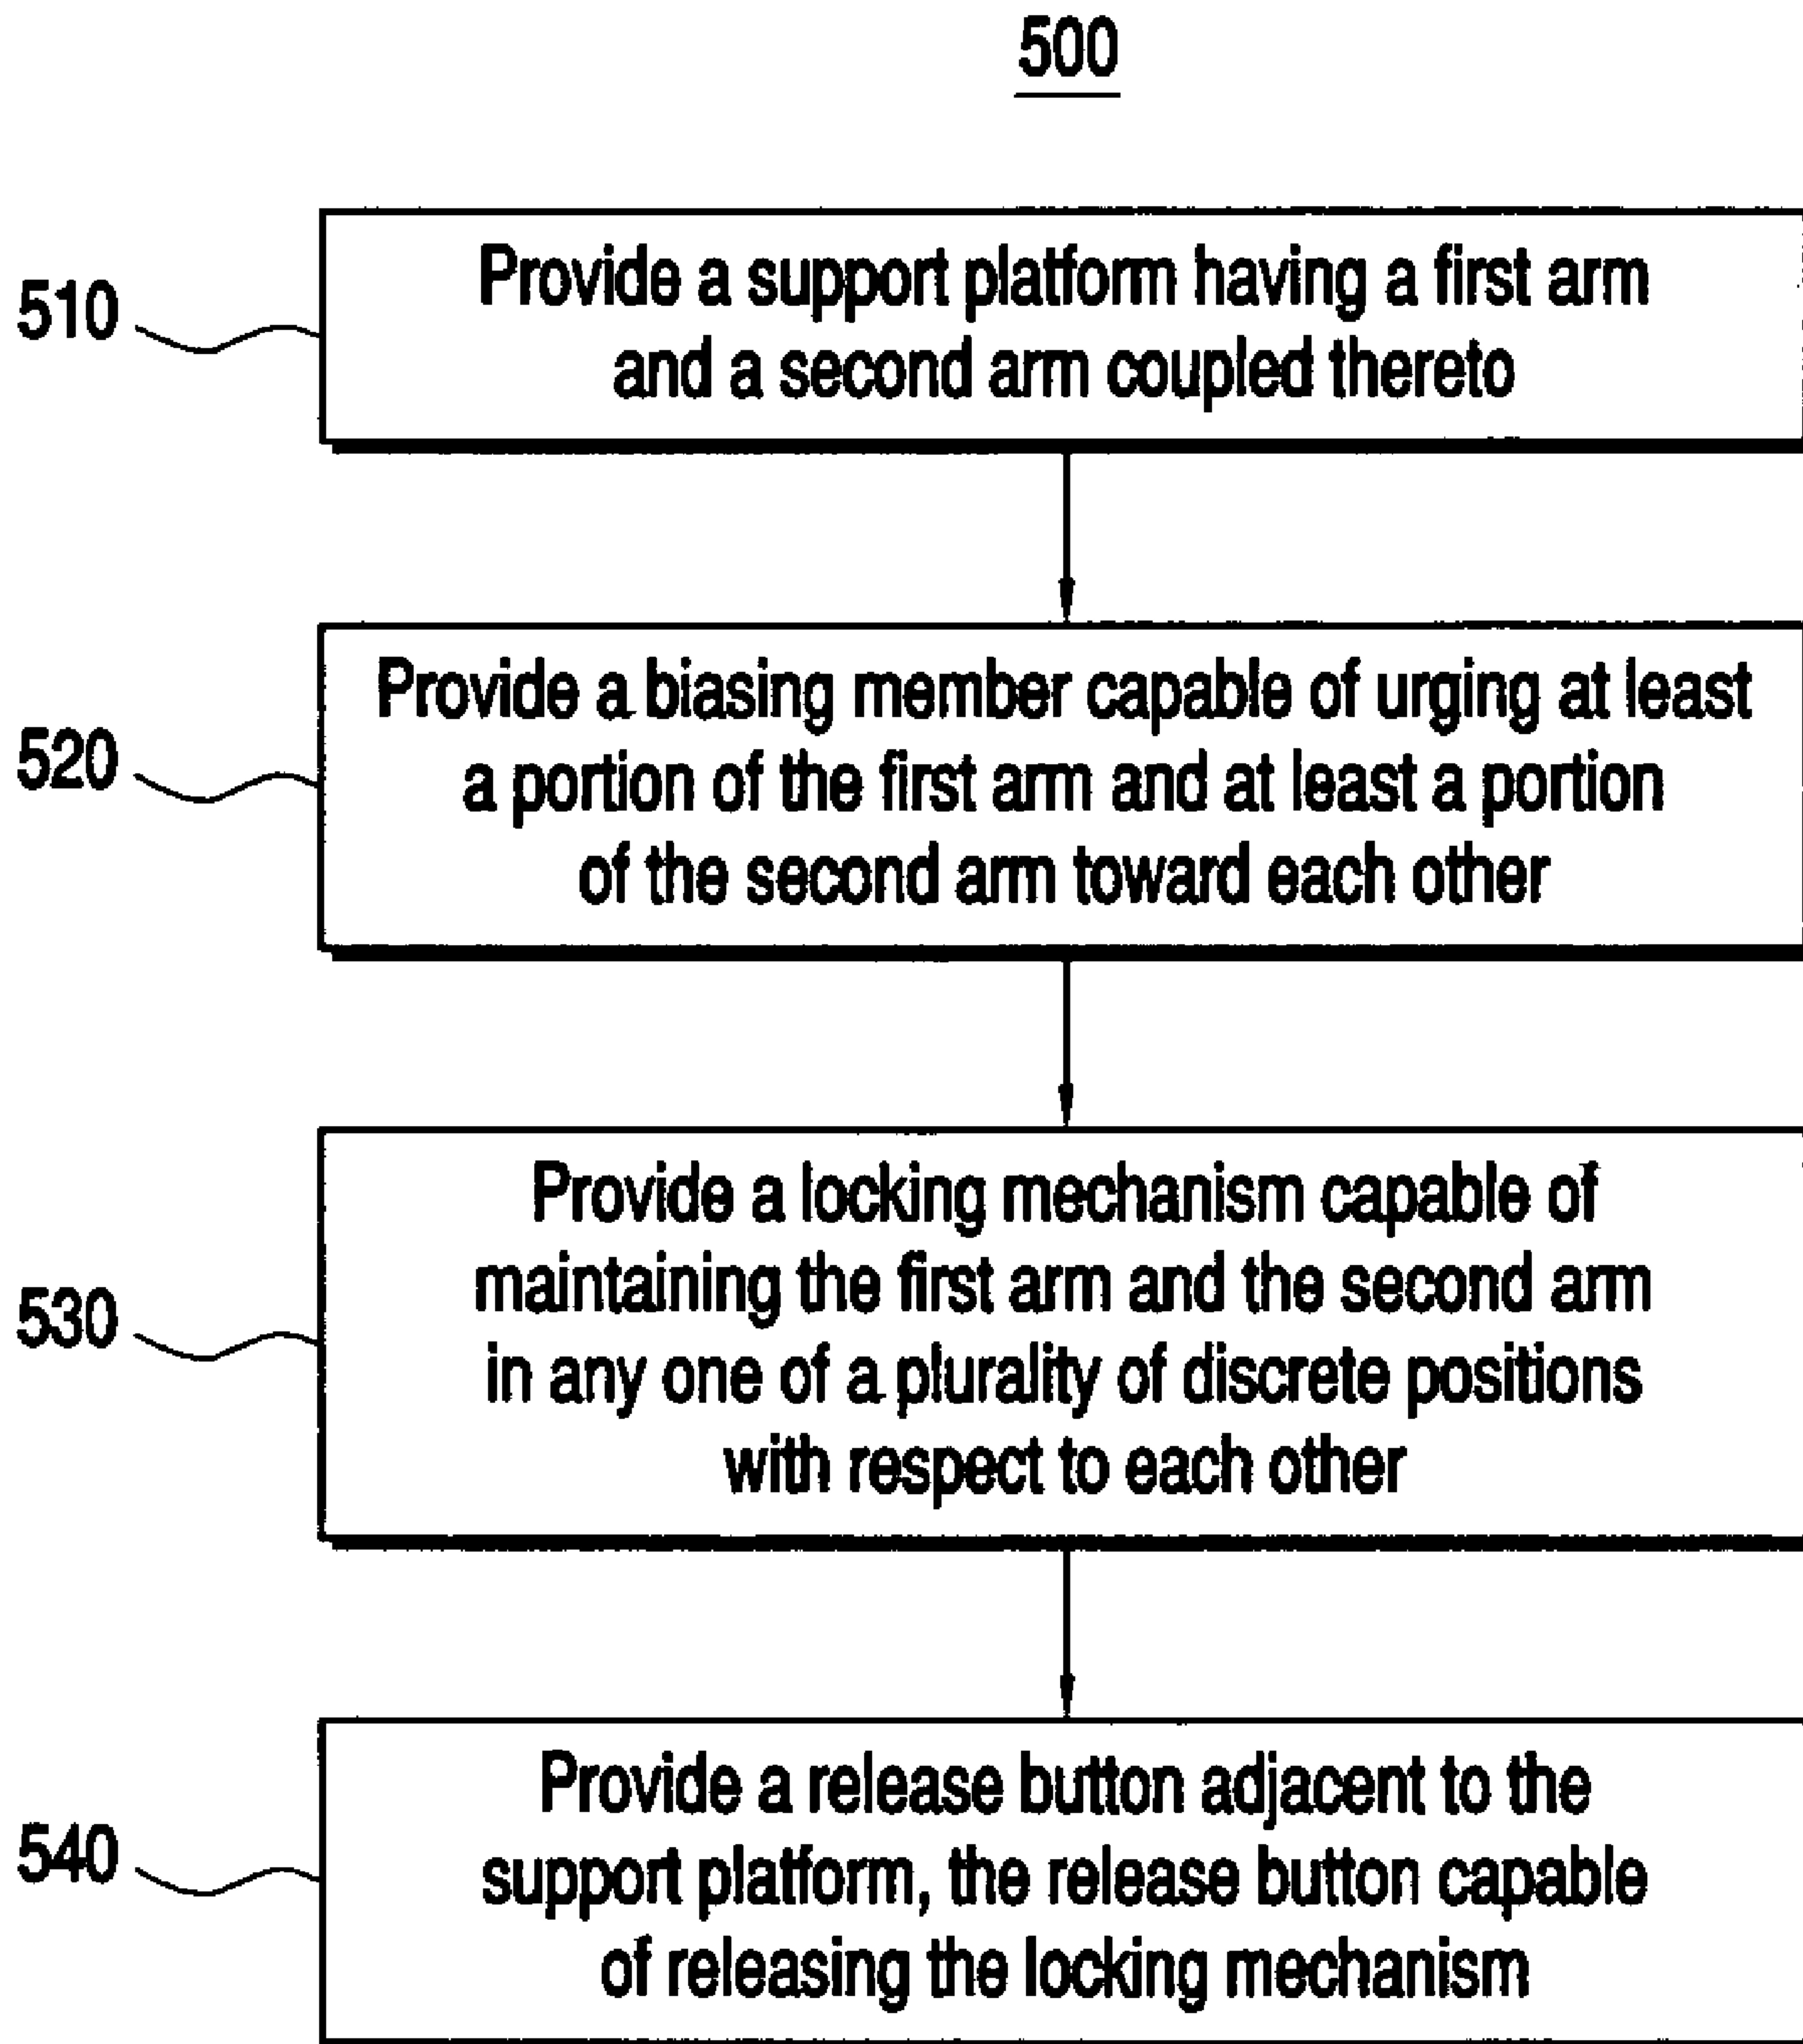 500
510
Provide a support platform having a first arm
and a second arm coupled thereto
520
Provide a biasing member capable of urging at least
a portion of the first arm and at least a portion
of the second arm toward each other
530
Provide a locking mechanism capable of
maintaining the first arm and the second arm
in any one of a plurality of discrete positions
with respect to each other
540
Provide a release button adjacent to the
support platform, the release button capable
of releasing the locking mechanism